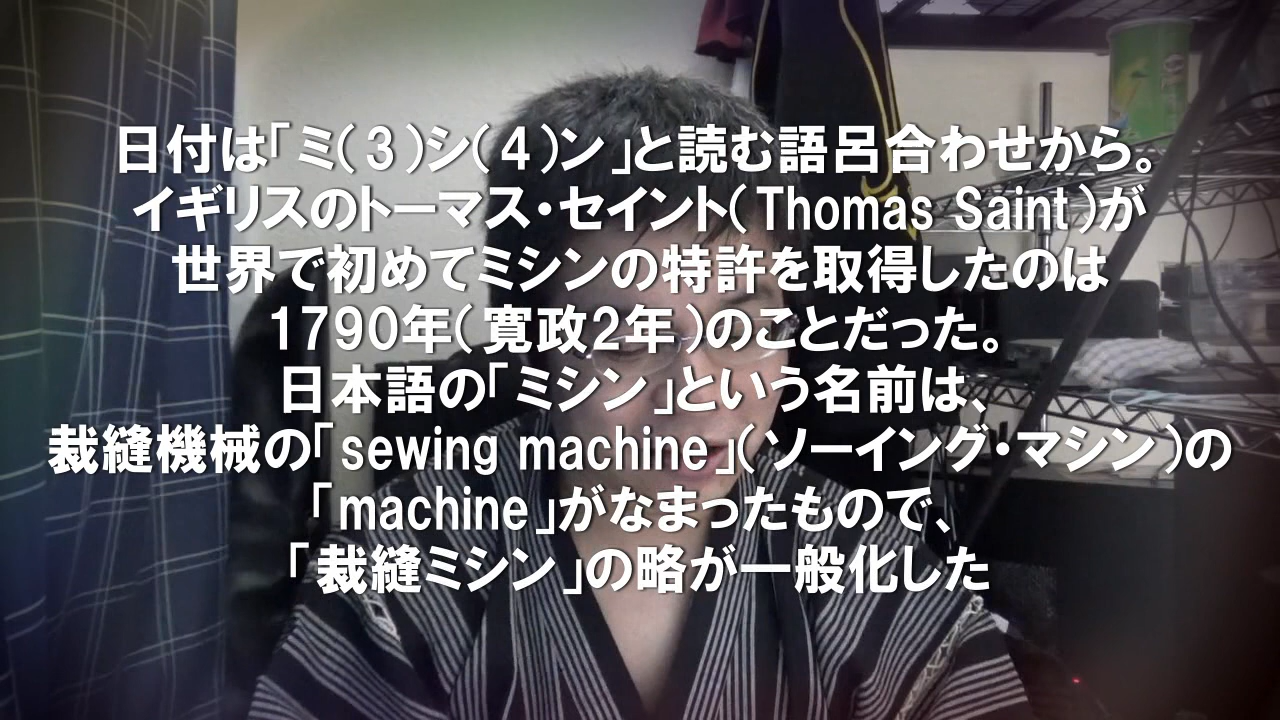 日付は「ミ（３）シ（４）ン」と読む語呂合わせから。
イギリスのトーマス・セイント（Thomas Saint）が
世界で初めてミシンの特許を取得したのは
1790年（寛政2年）のことだった。
日本語の「ミシン」という名前は、
裁縫機械の「sewing machine」（ソーイング・マシン）の
「machine」がなまったもので、
「裁縫ミシン」の略が一般化した